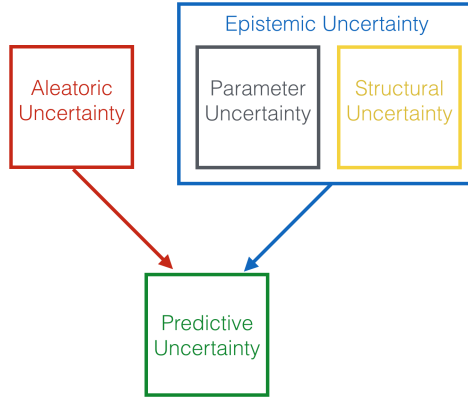 Epistemic Uncertainty
Aleatoric
Uncertainty
Parameter
Uncertainty
Structural
Uncertainty
Predictive
Uncertainty